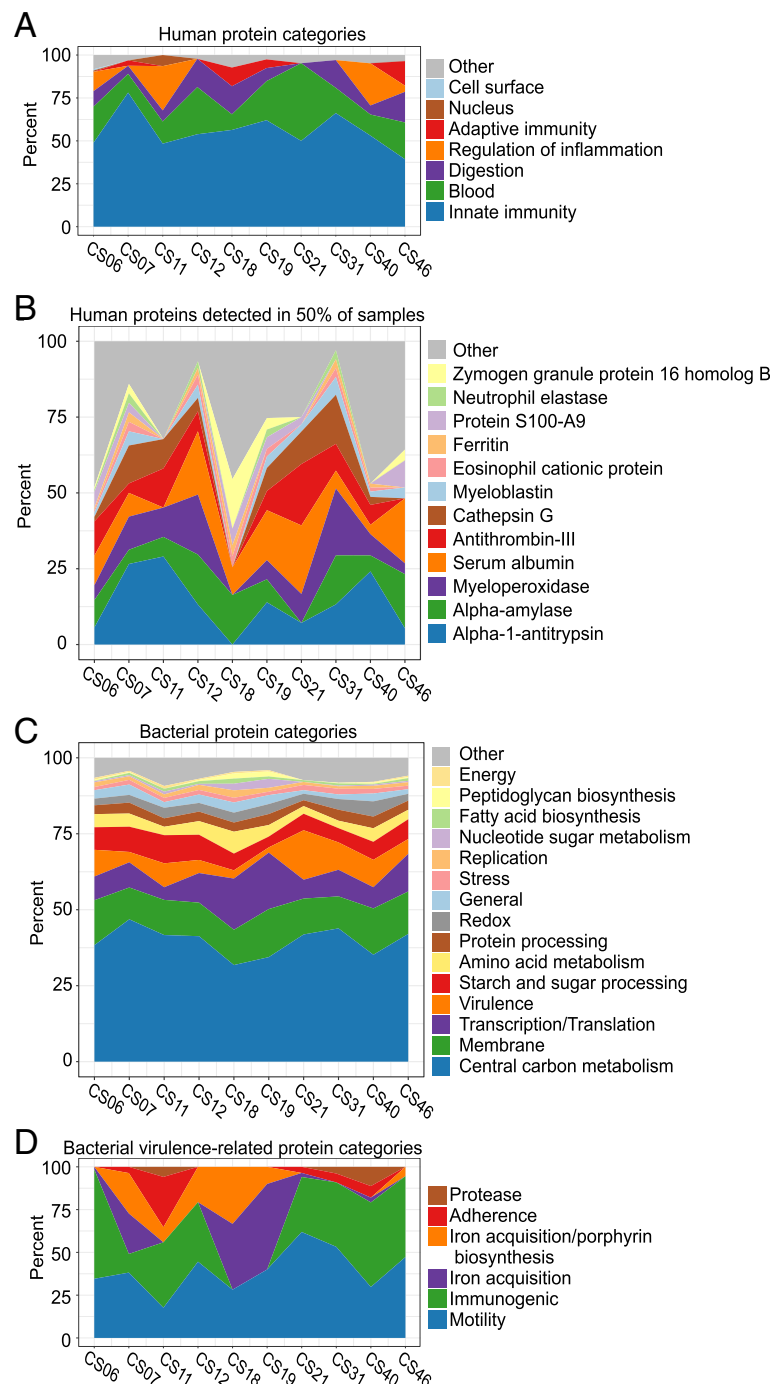 A
Human protein categories
100
75
50
25
0
Percent
CS06
CS07
CS11
CS12
CS18
CS19
CS21
CS31
CS40
CS46
Other
Cell surface
Nucleus
Adaptive immunity
Regulation of inflammation
Digestion
Blood
Innate immunity
B
Human proteins detected in 50% of samples
100
75
50
25
0
Percent
CS06
CS07
CS11
CS12
CS18
CS19
CS21
CS31
CS40
CS46
Other
Zymogen granule protein 16 homolog B
Neutrophil elastase
Protein S100-A9
Ferritin
Eosinophil cationic protein
Myeloblastin
Cathepsin G
Antithrombin-III
Serum albumin
Myeloperoxidase
Alpha-amylase
Alpha-1-antitrypsin
C
Bacterial protein categories
100
75
50
25
0
Percent
CS06
CS07
CS11
CS12
CS18
CS19
CS21
CS31
CS40
CS46
Other
Energy
Peptidoglycan biosynthesis
Fatty acid biosynthesis
Nucleotide sugar metabolism
Replication
Stress
General
Redox
Protein processing
Amino acid metabolism
Starch and sugar processing
Virulence
Transcription/Translation
Membrane
Central carbon metabolism
D
Bacterial virulence-related protein categories
100
75
50
25
0
Percent
CS06
CS07
CS11
CS12
CS18
CS19
CS21
CS31
CS40
CS46
Protease
Adherence
Iron acquisition/porphyrin
biosynthesis
Iron acquisition
Immunogenic
Motility